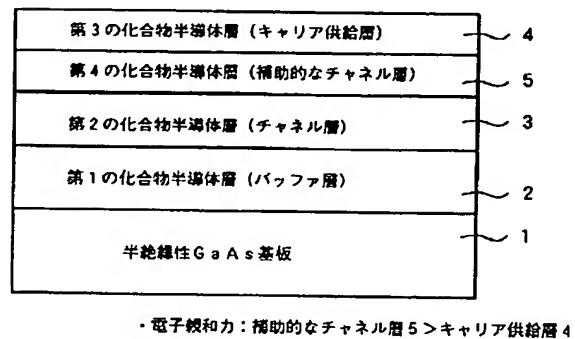 第3の化合物半導体層（キャリア供給層） 4
第4の化合物半導体層（補助的なチャネル層） 5
第2の化合物半導体層（チャネル層） 3
第1の化合物半導体層（バッファ層） 2
半絶縁性GaAs基板 1
・電子親和力：補助的なチャネル層5＞キャリア供給層4